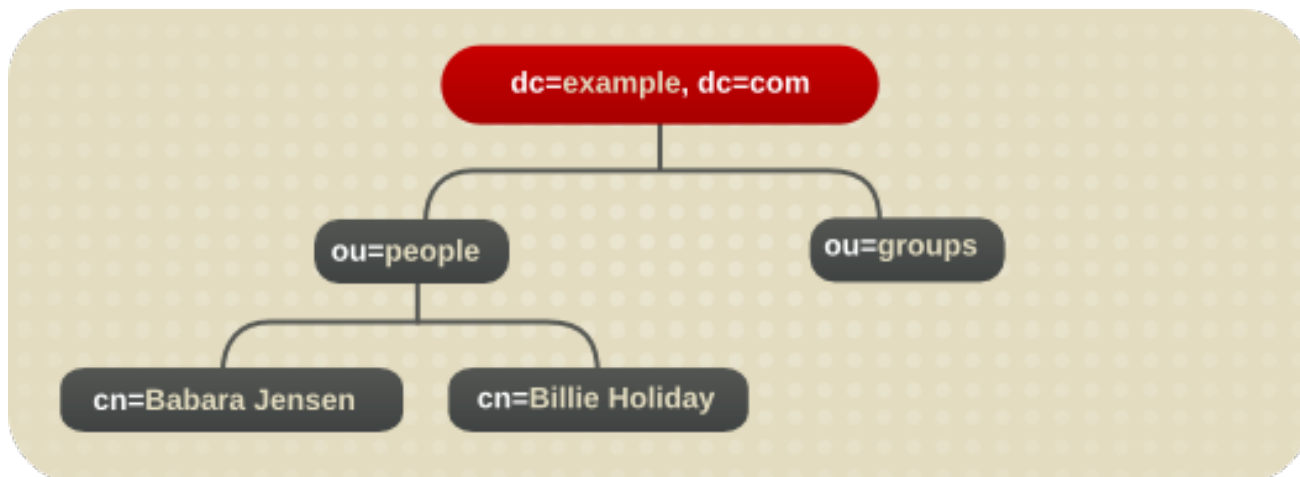 dc=example, dc=com
ou=people
ou=groups
cn=Babara Jensen
cn=Billie Holiday